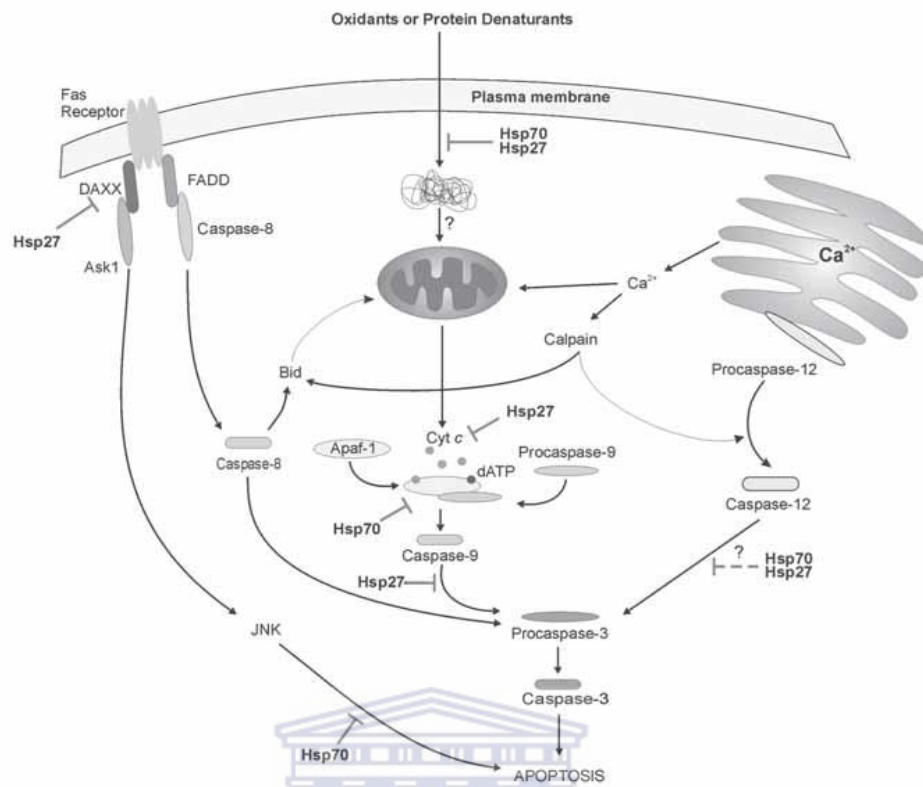 Oxidants or Protein Denaturants
Fas
Receptor
Plasma membrane
Hsp70
Hsp27
DAXX
FADD
Hsp27
Caspase-8
Ask1
?
Ca2+
Ca2+
Calpain
Procaspase-12
Bid
Hsp27
Cyt c
Apaf-1
Procaspase-9
dATP
Caspase-8
Hsp70
Caspase-12
Caspase-9
?
Hsp70
Hsp27
Hsp27
Procaspase-3
JNK
Caspase-3
Hsp70
APOPTOSIS